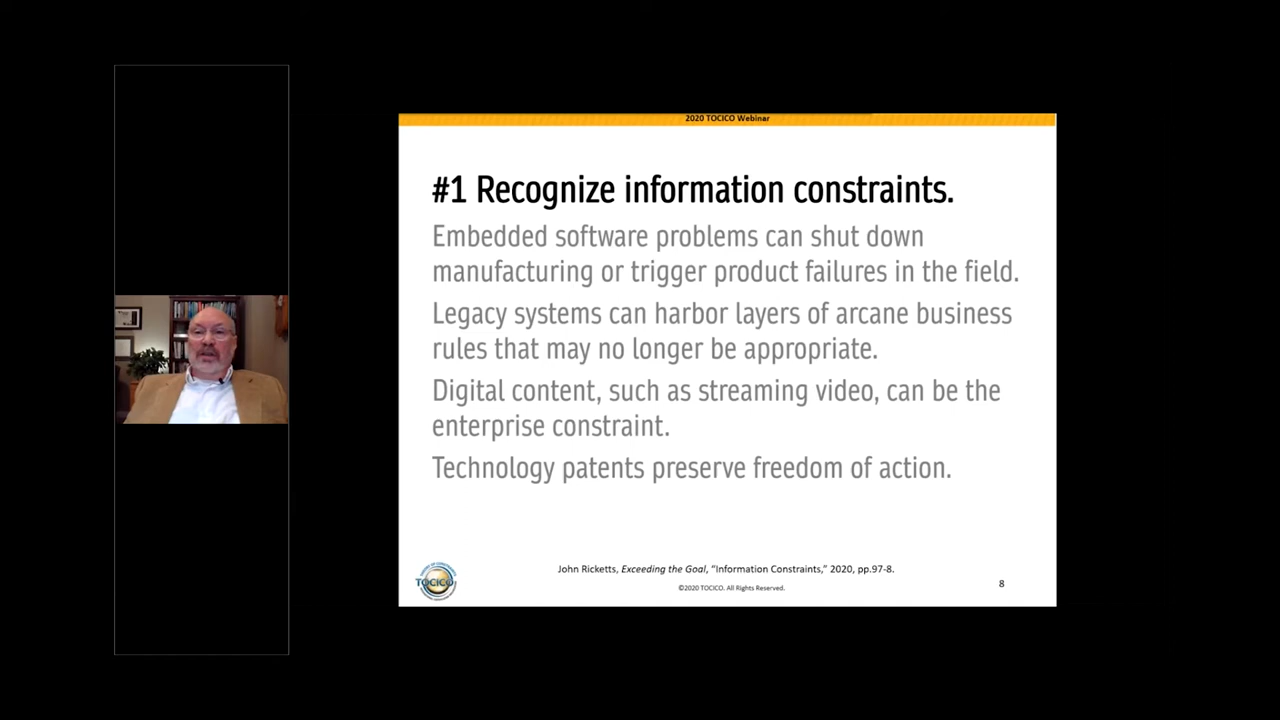 2020 TOCICO Webinar
#1 Recognize information constraints.
Embedded software problems can shut down
manufacturing or trigger product failures in the field.
Legacy systems can harbor layers of arcane business
rules that may no longer be appropriate.
Digital content, such as streaming video, can be the
enterprise constraint.
Technology patents preserve freedom of action.
TOCICO
John Ricketts, Exceeding the Goal, “Information Constraints,” 2020, pp.97-8.
©2020 TOCICO. All Rights Reserved.
8